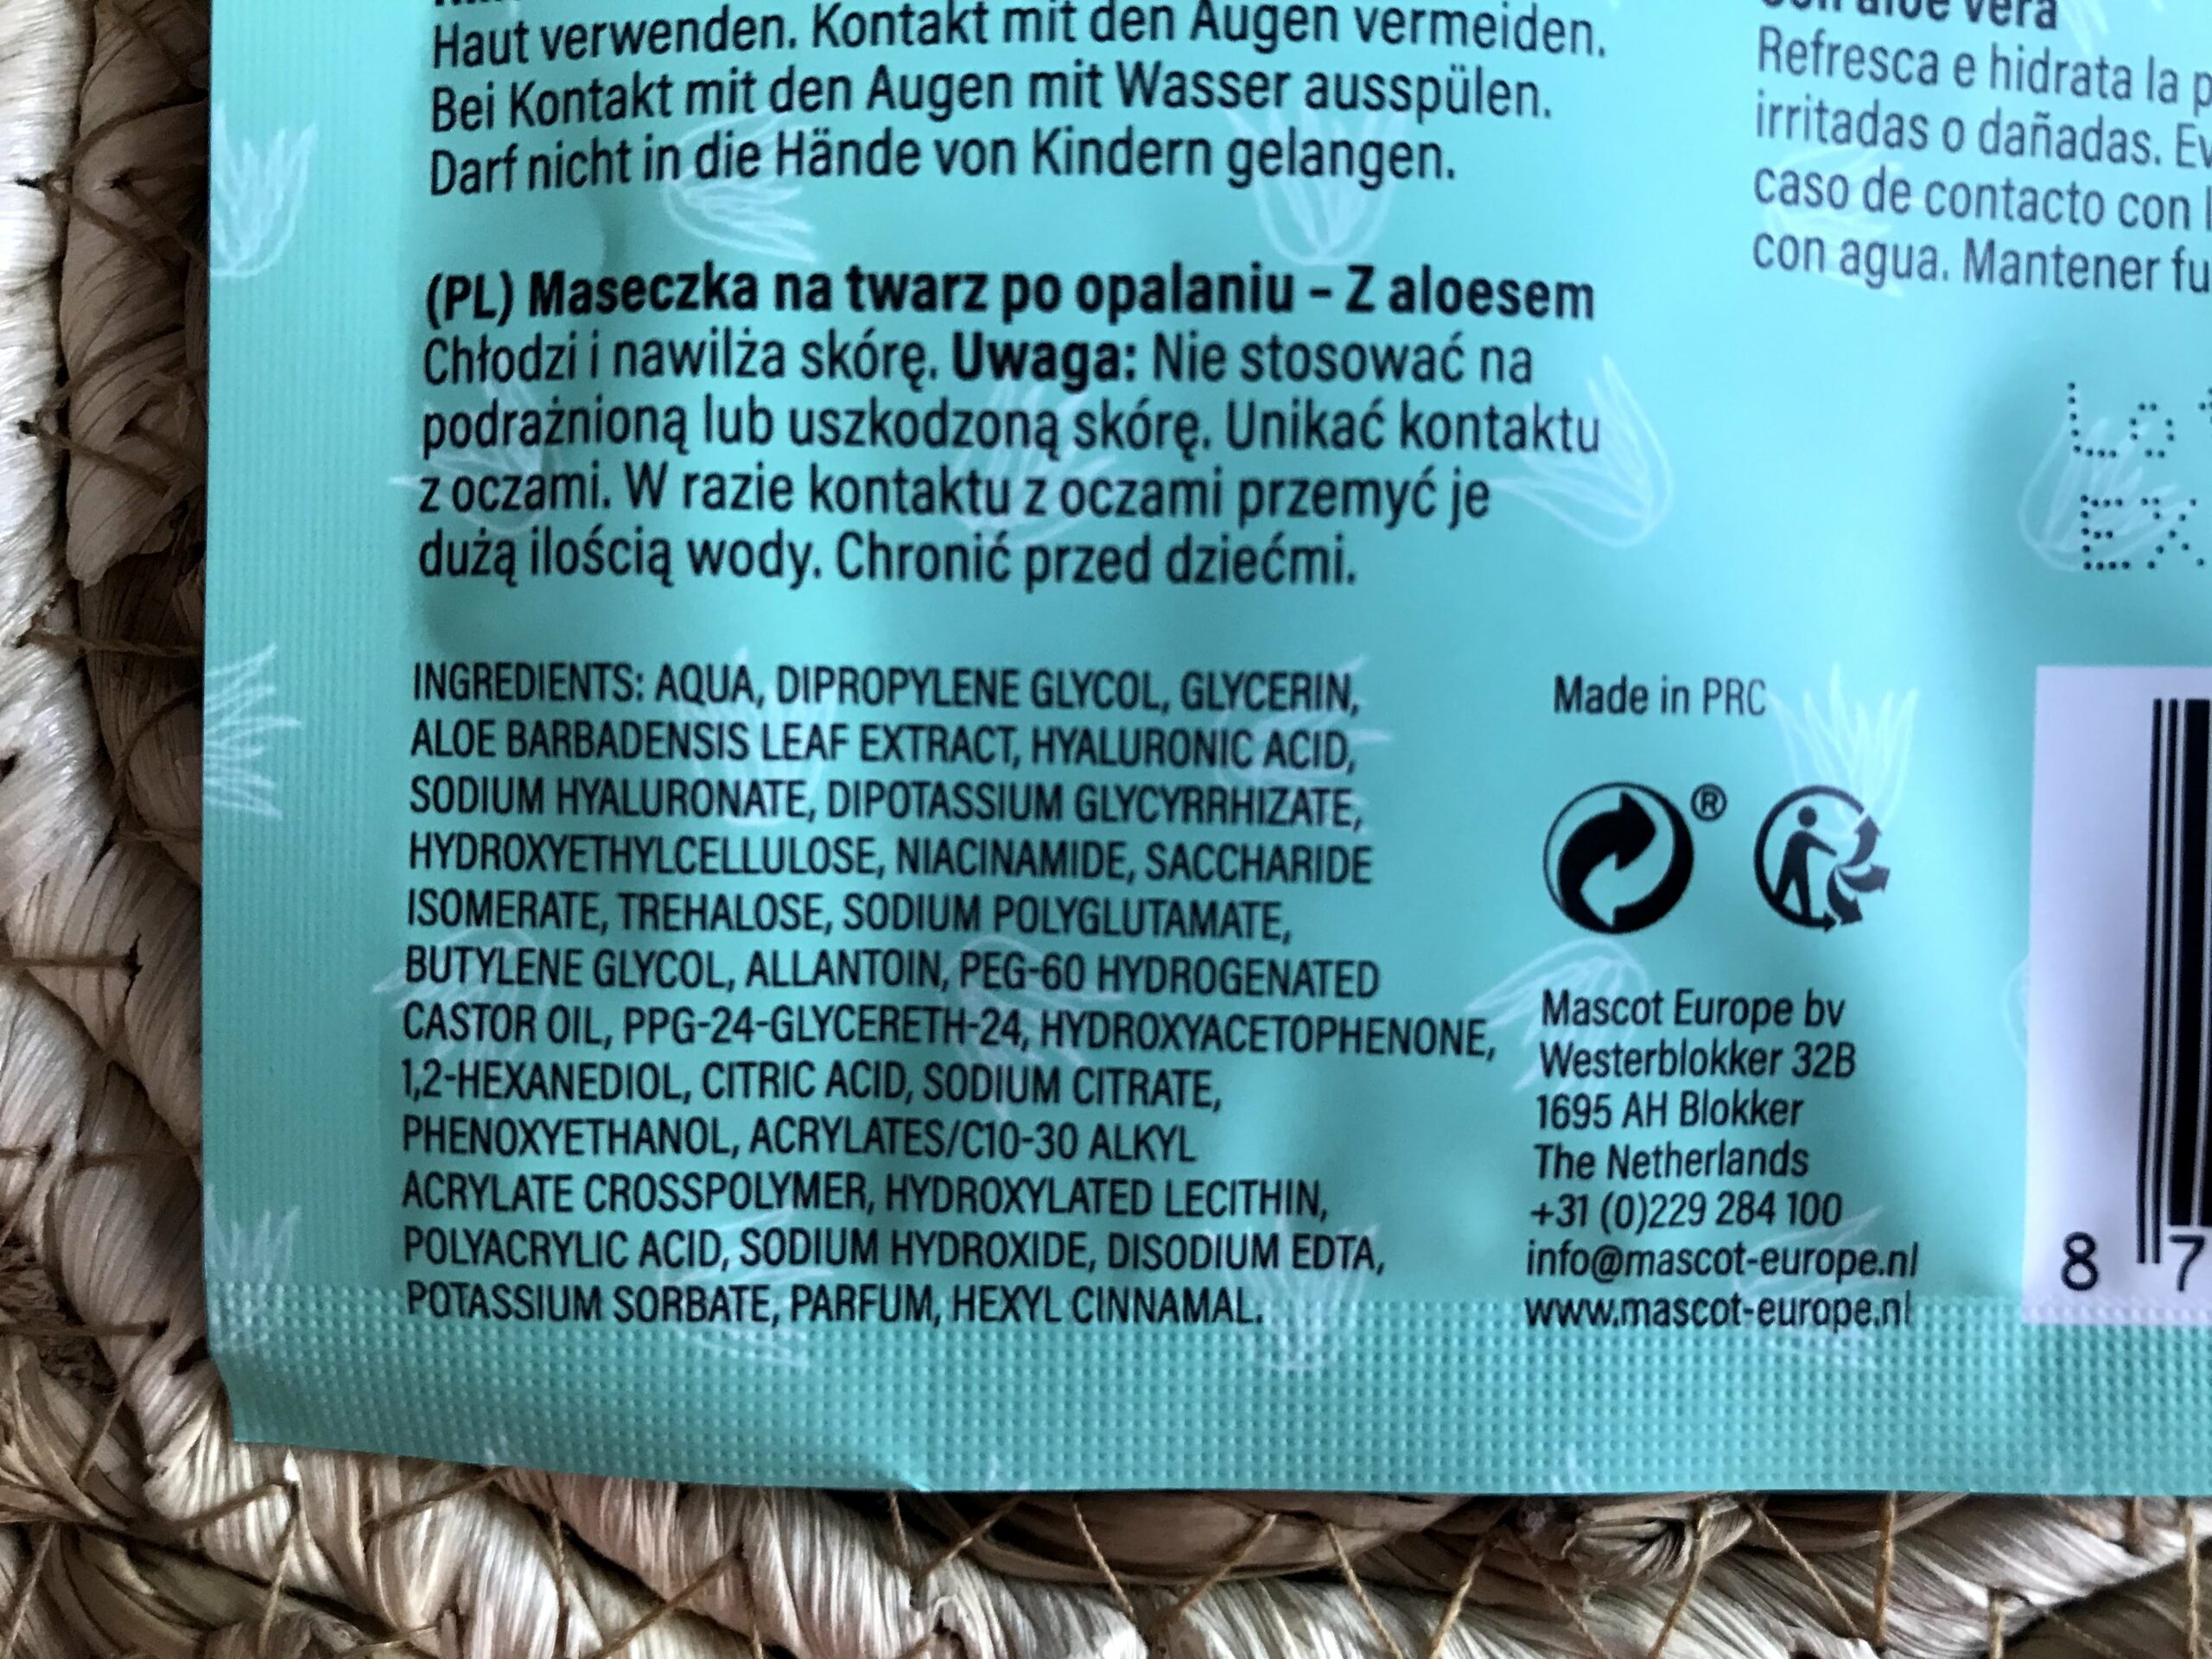 Haut verwenden. Kontakt mit den Augen vermeiden.
Bei Kontakt mit den Augen mit Wasser ausspülen.
Darf nicht in die Hände von Kindern gelangen.
(PL) Maseczka na twarz po opalaniu – Z aloesem
Chłodzi i nawilża skórę. Uwaga: Nie stosować na
podrażnioną lub uszkodzoną skórę. Unikać kontaktu
z oczami. W razie kontaktu z oczami przemyć je
dużą ilością wody. Chronić przed dziećmi.
INGREDIENTS: AQUA, DIPROPYLENE GLYCOL, GLYCERIN,
ALOE BARBADENSIS LEAF EXTRACT, HYALURONIC ACID,
SODIUM HYALURONATE, DIPOTASSIUM GLYCYRRHIZATE,
HYDROXYETHYLCELLULOSE, NIACINAMIDE, SACCHARIDE
ISOMERATE, TREHALOSE, SODIUM POLYGLUTAMATE,
BUTYLENE GLYCOL, ALLANTOIN, PEG-60 HYDROGENATED
CASTOR OIL, PPG-24-GLYCERETH-24, HYDROXYACETOPHENONE,
1,2-HEXANEDIOL, CITRIC ACID, SODIUM CITRATE,
PHENOXYETHANOL, ACRYLATES/C10-30 ALKYL
ACRYLATE CROSSPOLYMER, HYDROXYLATED LECITHIN,
POLYACRYLIC ACID, SODIUM HYDROXIDE, DISODIUM EDTA,
POTASSIUM SORBATE, PARFUM, HEXYL CINNAMAL.
aloe vera
Refresca e hidrata la
irritadas o dañadas.
caso de contacto con
con agua. Mantener
Made in PRC
®
Mascot Europe bv
Westerblokker 32B
1695 AH Blokker
The Netherlands
+31 (0)229 284 100
info@mascot-europe.nl
www.mascot-europe.nl
8 7